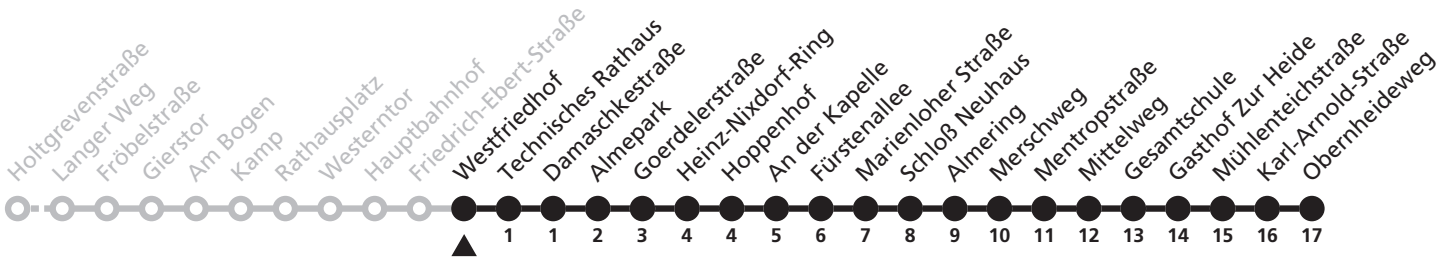 Holtgrevenstraße
Langer Weg
Fröbelstraße
Gierstor
Am Bogen
Kamp
Rathausplatz
Westerntor
Hauptbahnhof
Friedrich-Ebert-Straße
Westfriedhof
Technisches Rathaus
Damaschkestraße
Almepark
Goerdelerstraße
Heinz-Nixdorf-Ring
Hoppenhof
An der Kapelle
Fürstenallee
Marienloher Straße
Schloß Neuhaus
Almering
Merschweg
Mentropstraße
Mittelweg
Gesamtschule
Gasthof Zur Heide
Mühlenteichstraße
Karl-Arnold-Straße
Obernheideweg
1 1 2 3 4 4 5 6 7 8 9 10 11 12 13 14 15 16 17